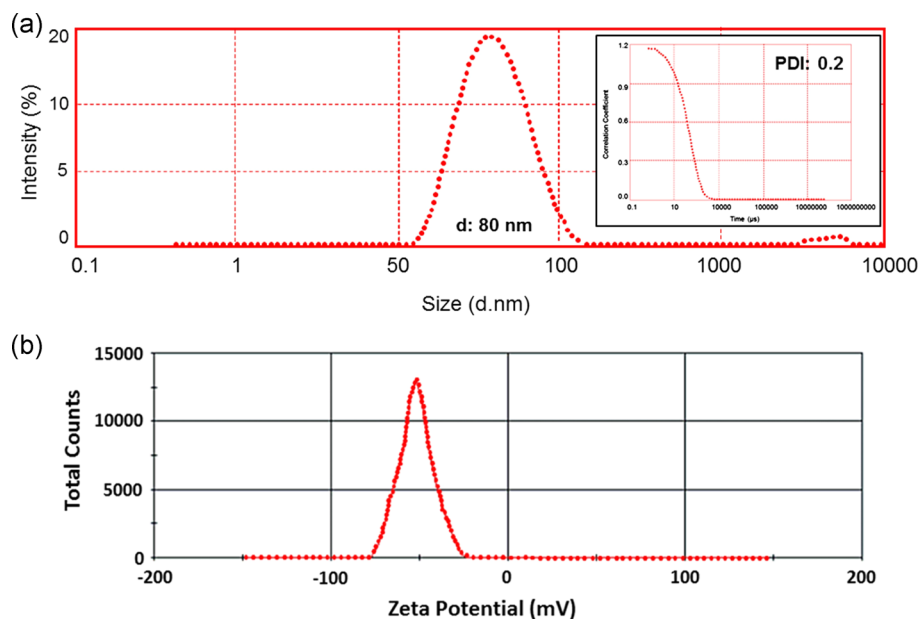 (a)
Intensity (%)
20
10
5
0
d: 80 nm
0.1 1 50 100 1000 10000
Size (d.nm)
PDI: 0.2
Correlation Coefficient
1.2
0.9
0.6
0.3
0.0
0.1 10 10000 1000000 100000000 1000000000
Time (µs)
(b)
Total Counts
15000
10000
5000
0
-200 -100 0 100 200
Zeta Potential (mV)